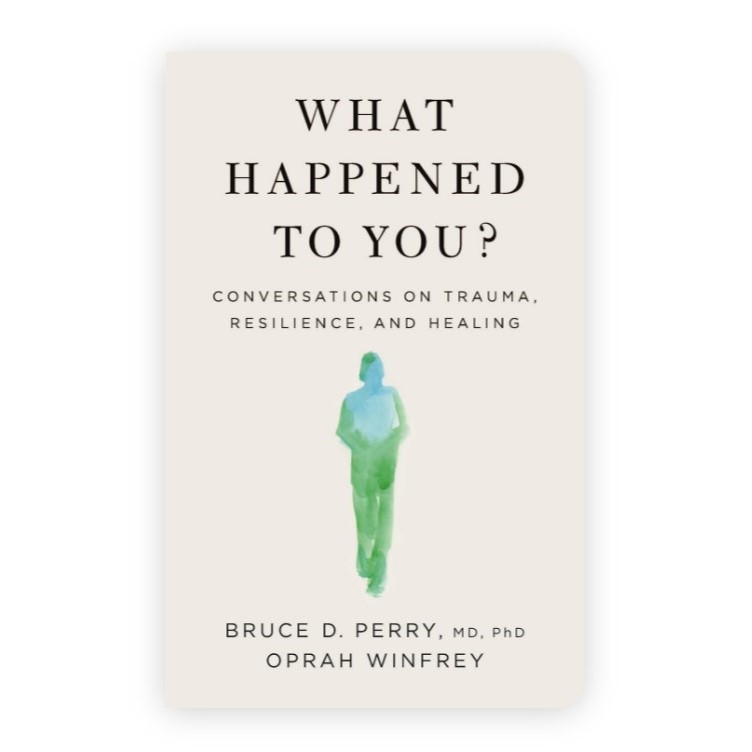 WHAT
HAPPENED
TO YOU?
CONVERSATIONS ON TRAUMA,
RESILIENCE, AND HEALING
BRUCE D. PERRY, MD, PhD
OPRAH WINFREY